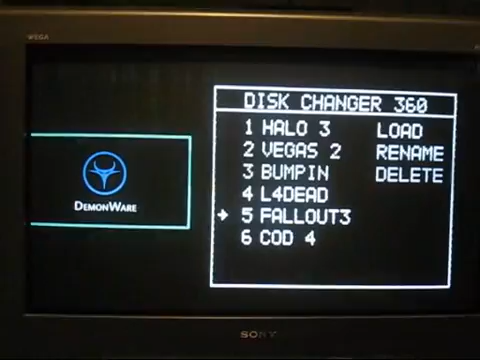 WEGA
DISK CHANGER 360
1 HALO 3 LOAD
2 VEGAS 2 RENAME
3 BUMPIN DELETE
4 L4DEAD
→ 5 FALLOUT3
6 COD 4
DEMONWARE
SONY